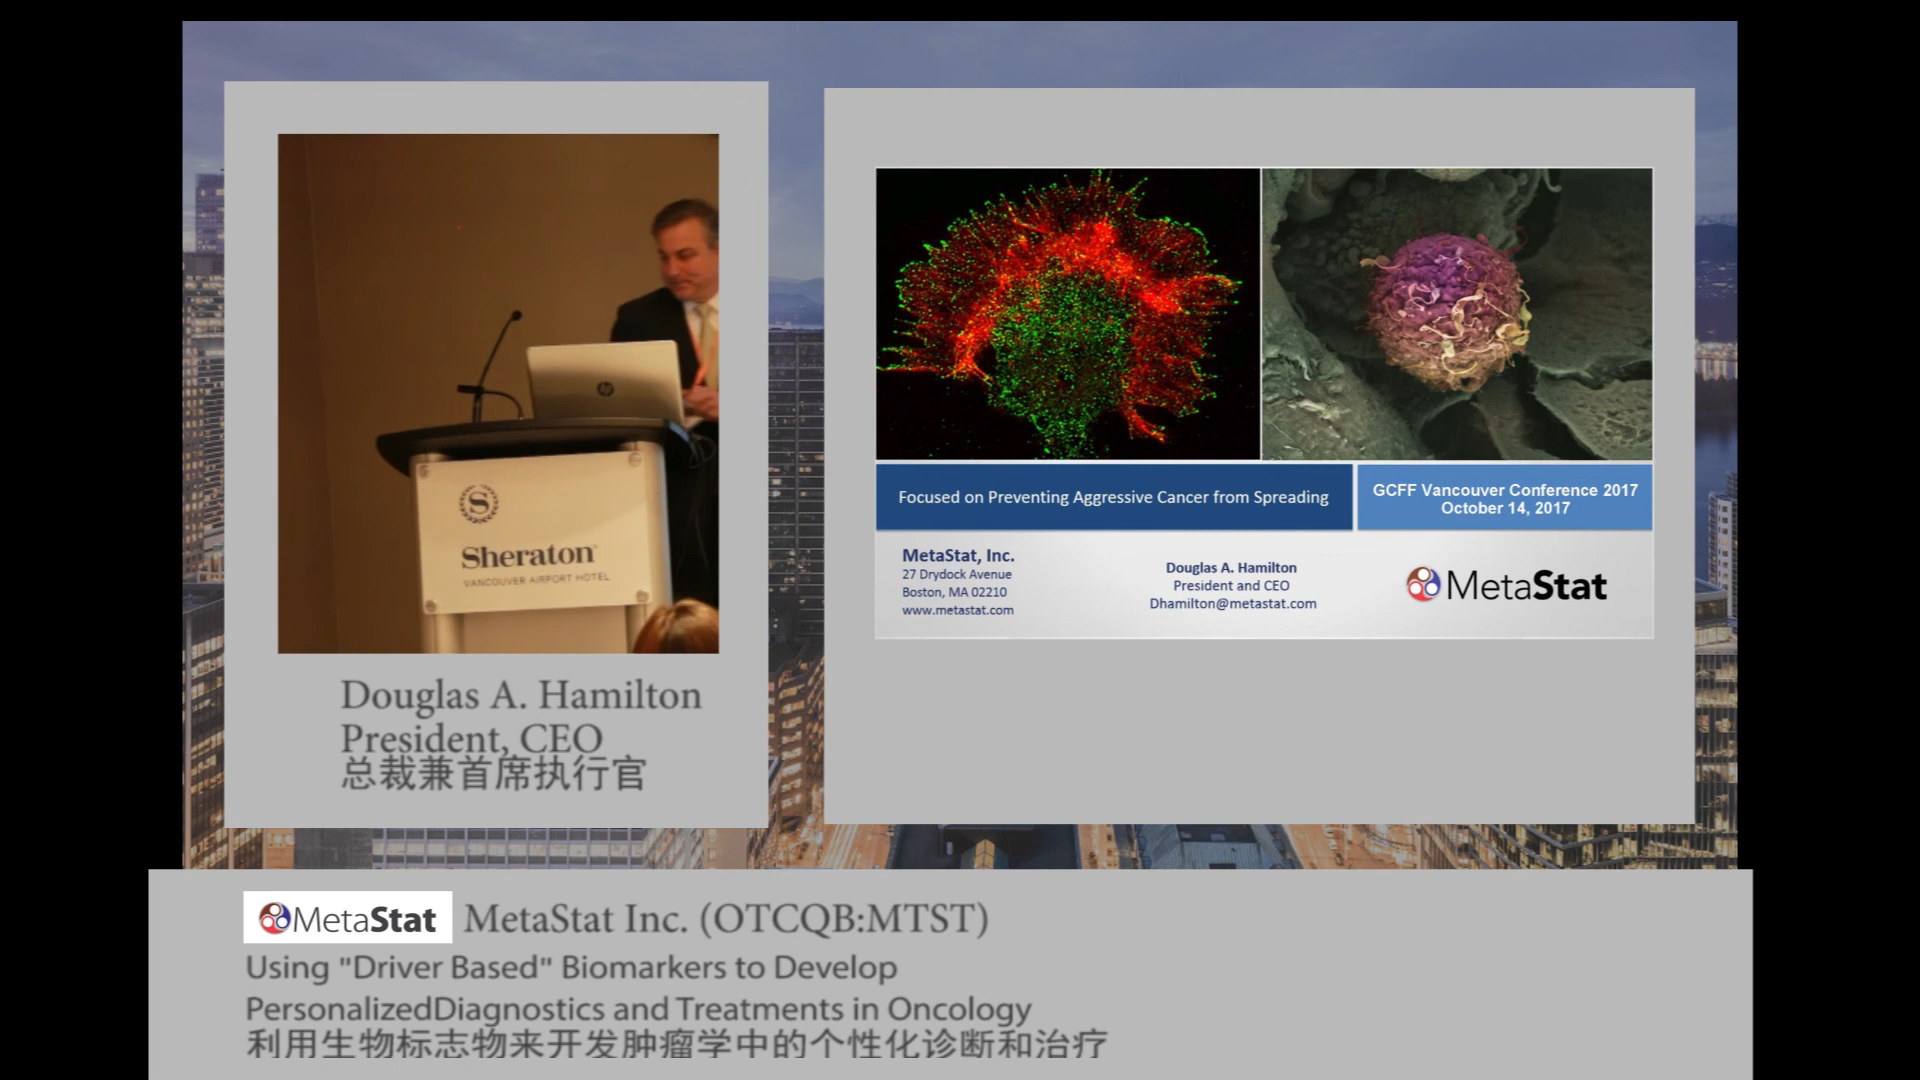 Sheraton
VANCOUVER AIRPORT HOTEL
Douglas A. Hamilton
President, CEO
总裁兼首席执行官
Focused on Preventing Aggressive Cancer from Spreading
GCFF Vancouver Conference 2017
October 14, 2017
MetaStat, Inc.
27 Drydock Avenue
Boston, MA 02210
www.metastat.com
Douglas A. Hamilton
President and CEO
Dhamilton@metastat.com
MetaStat
MetaStat MetaStat Inc. (OTCQB:MTST)
Using "Driver Based" Biomarkers to Develop
PersonalizedDiagnostics and Treatments in Oncology
利用生物标志物来开发肿瘤学中的个性化诊断和治疗
S
hp